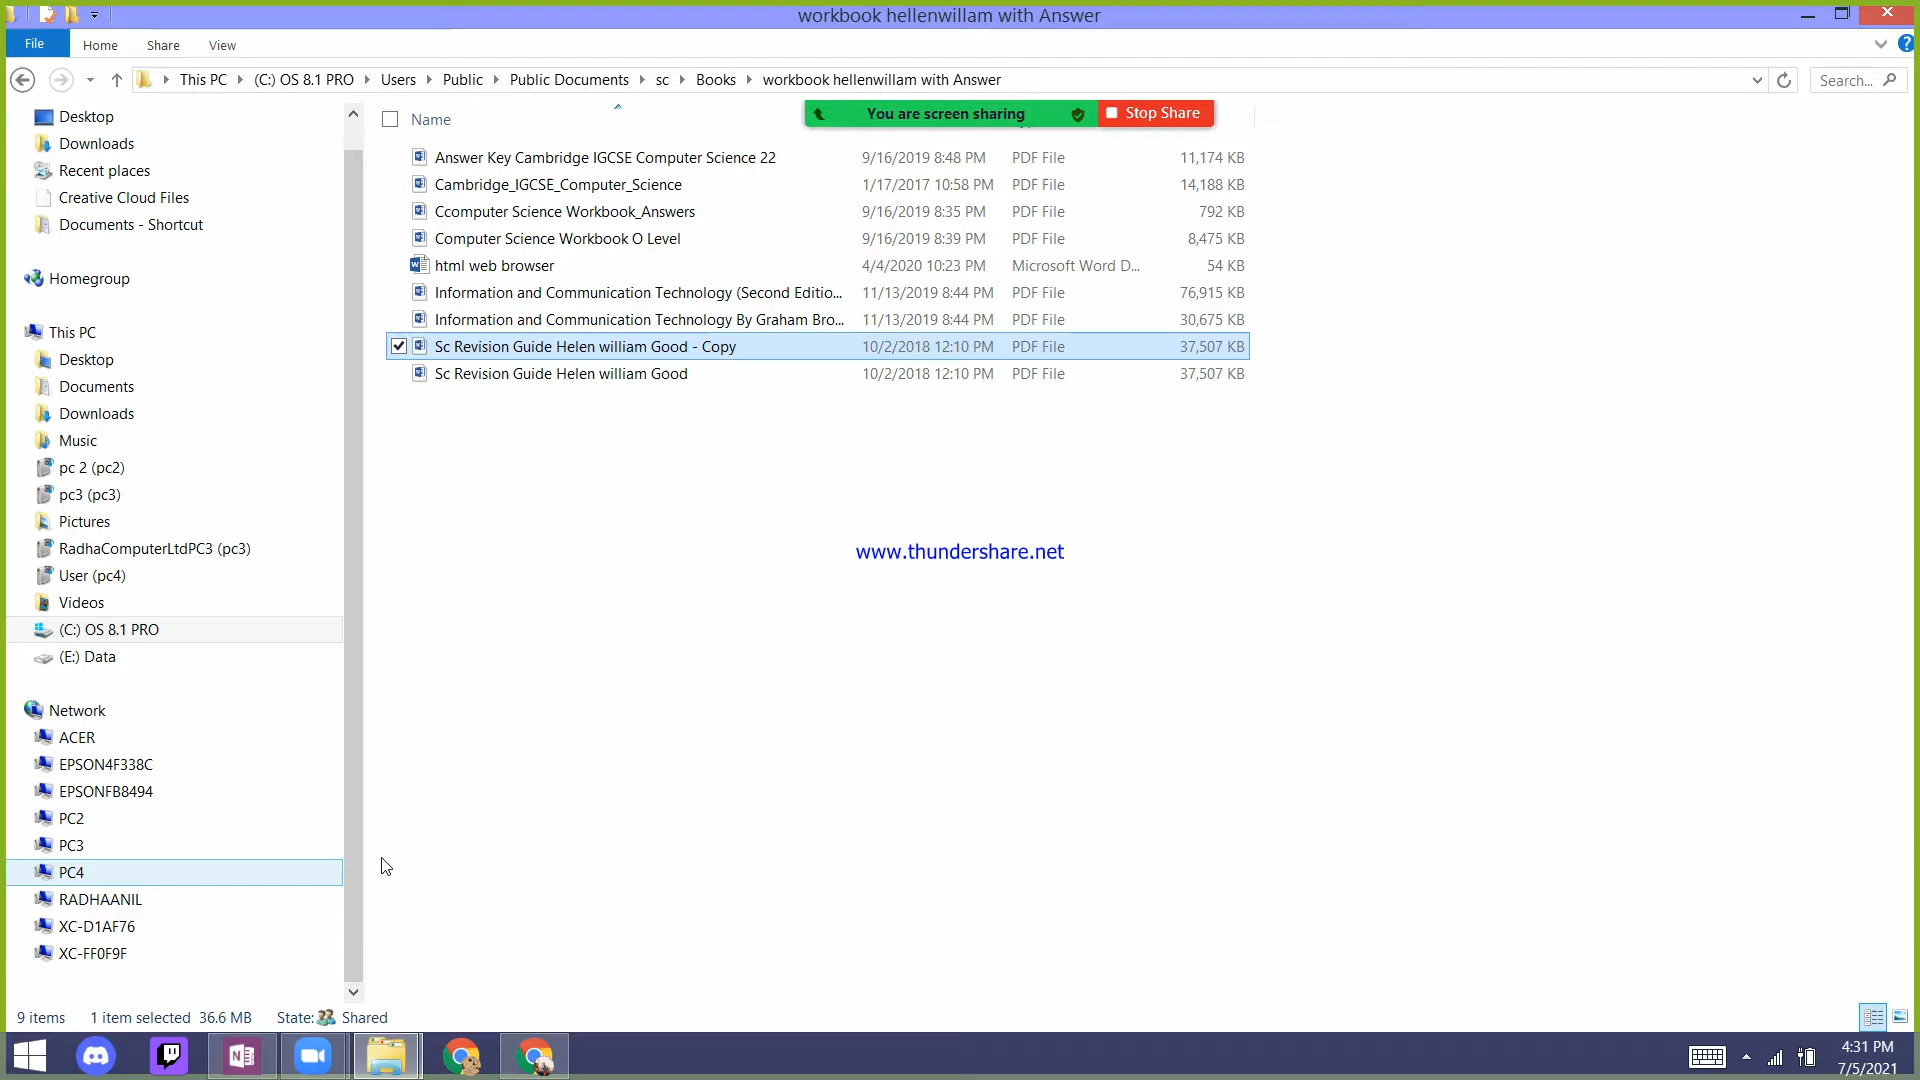 workbook hellenwillam with Answer
File Home Share View
This PC (C:) OS 8.1 PRO Users Public Public Documents sc Books workbook hellenwillam with Answer Search...
You are screen sharing Stop Share
Name
Answer Key Cambridge IGCSE Computer Science 22 9/16/2019 8:48 PM PDF File 11,174 KB
Cambridge_IGCSE_Computer_Science 1/17/2017 10:58 PM PDF File 14,188 KB
Ccomputer Science Workbook_Answers 9/16/2019 8:35 PM PDF File 792 KB
Computer Science Workbook O Level 9/16/2019 8:39 PM PDF File 8,475 KB
html web browser 4/4/2020 10:23 PM Microsoft Word D... 54 KB
Information and Communication Technology (Second Editio... 11/13/2019 8:44 PM PDF File 76,915 KB
Information and Communication Technology By Graham Bro... 11/13/2019 8:44 PM PDF File 30,675 KB
Sc Revision Guide Helen william Good - Copy 10/2/2018 12:10 PM PDF File 37,507 KB
Sc Revision Guide Helen william Good 10/2/2018 12:10 PM PDF File 37,507 KB
Desktop
Downloads
Recent places
Creative Cloud Files
Documents - Shortcut
Homegroup
This PC
Desktop
Documents
Downloads
Music
pc 2 (pc2)
pc3 (pc3)
Pictures
RadhaComputerLtdPC3 (pc3)
User (pc4)
Videos
(C:) OS 8.1 PRO
(E:) Data
Network
ACER
EPSON4F338C
EPSONFB8494
PC2
PC3
PC4
RADHAANIL
XC-D1AF76
XC-FF0F9F
www.thundershare.net
9 items 1 item selected 36.6 MB State: Shared
4:31 PM
7/5/2021